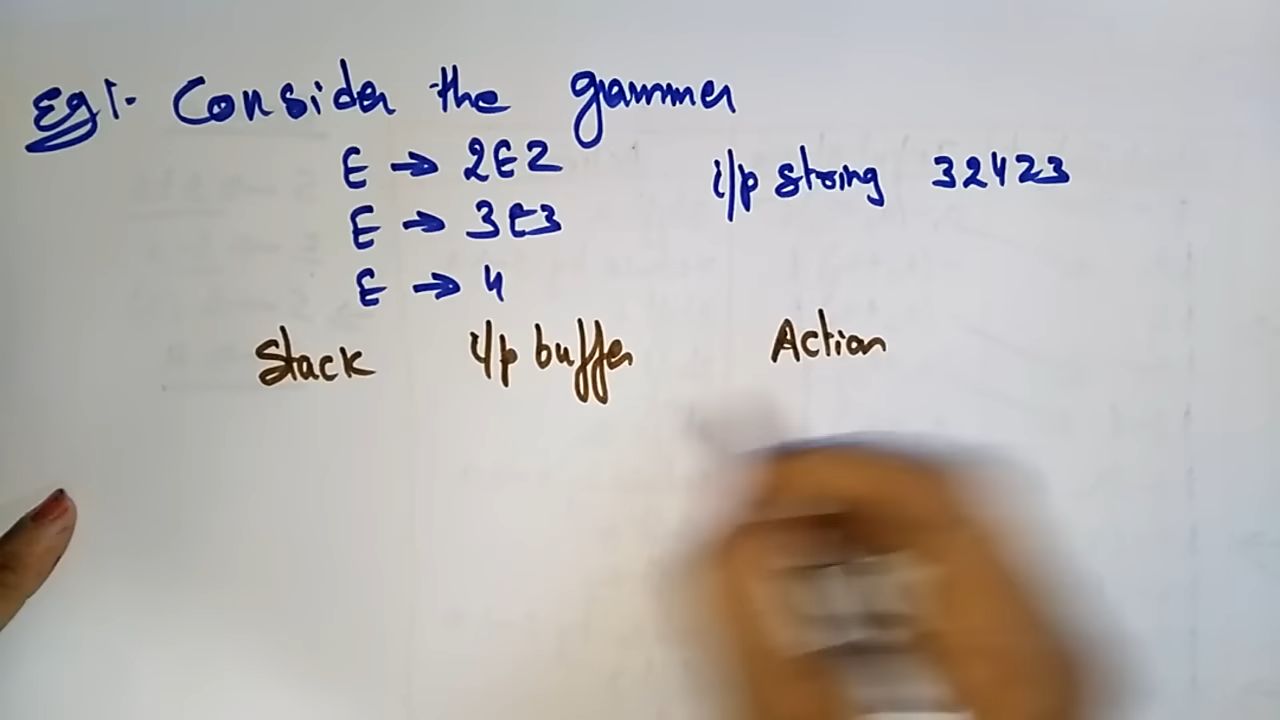 Eg1:- Consider the grammer
E → 2E2
i/p string 32423
E → 3E3
E → 4
Stack i/p buffer Action